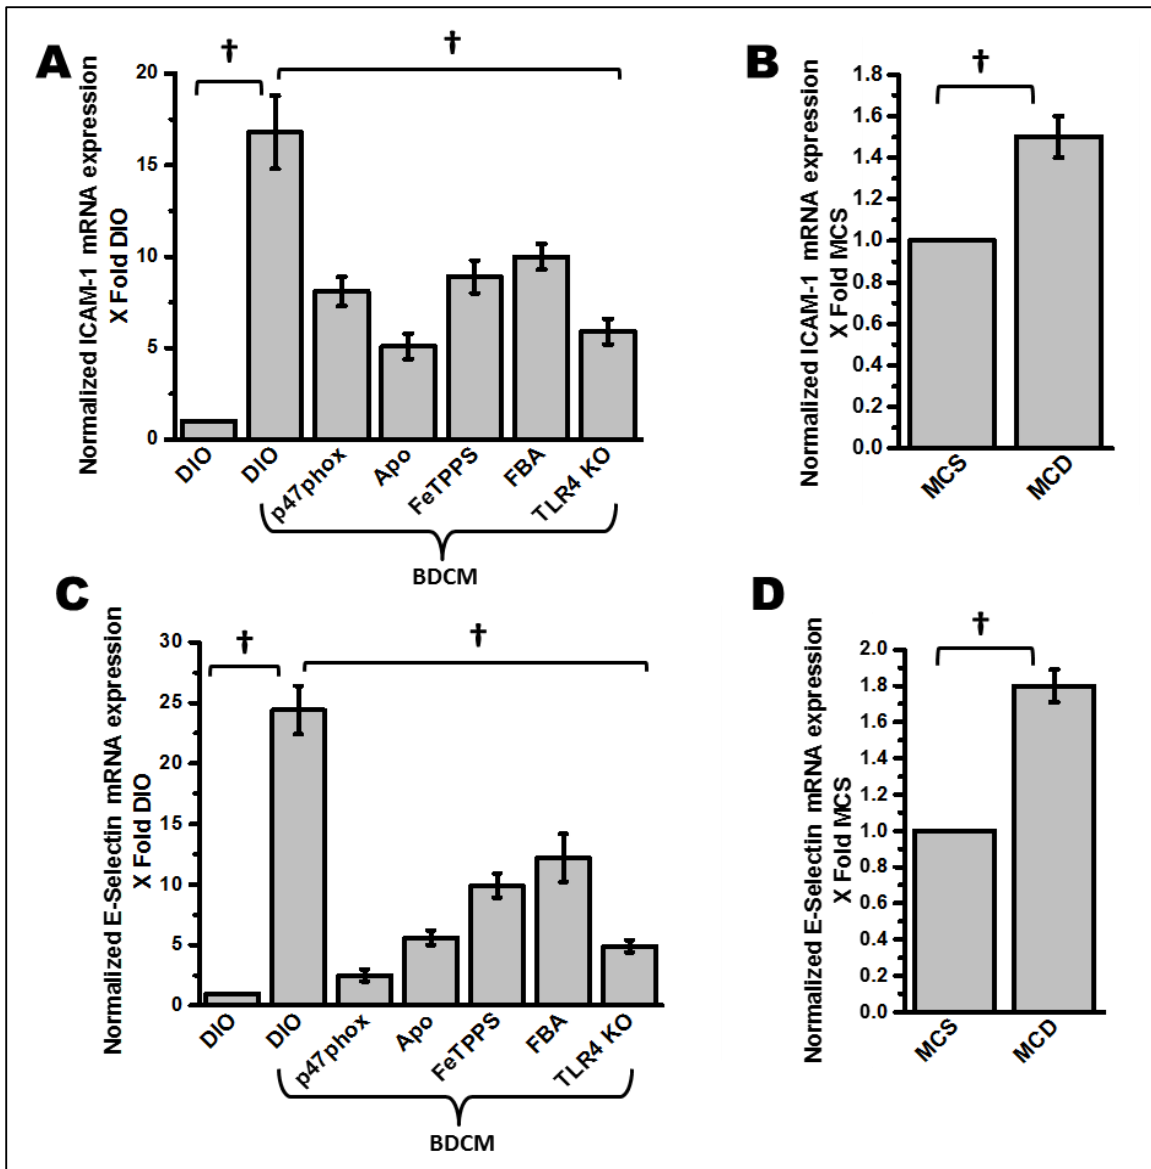 A
†
†
Normalized ICAM-1 mRNA expression
X Fold DIO
20
15
10
5
0
DIO
DIO
p47phox
Apo
FeTPPS
FBA
TLR4 KO
BDCM
B
†
Normalized ICAM-1 mRNA expression
X Fold MCS
1.8
1.6
1.4
1.2
1.0
0.8
0.6
0.4
0.2
0.0
MCS
MCD
C
†
†
Normalized E-Selectin mRNA expression
X Fold DIO
30
25
20
15
10
5
0
DIO
DIO
p47phox
Apo
FeTPPS
FBA
TLR4 KO
BDCM
D
†
Normalized E-Selectin mRNA expression
X Fold MCS
2.0
1.8
1.6
1.4
1.2
1.0
0.8
0.6
0.4
0.2
0.0
MCS
MCD